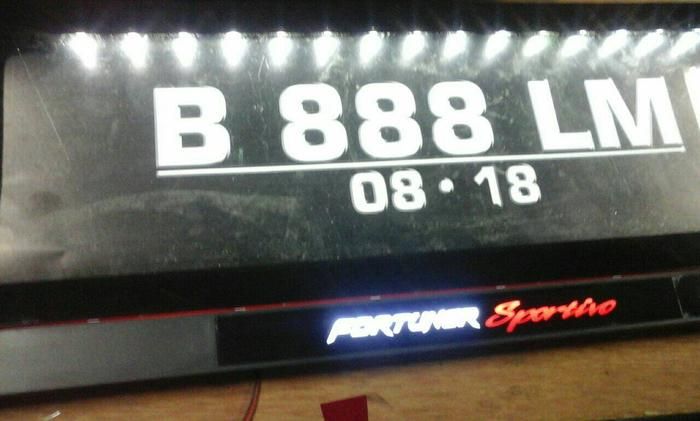 B 888 LM
08 • 18
FORTUNER Sportivo